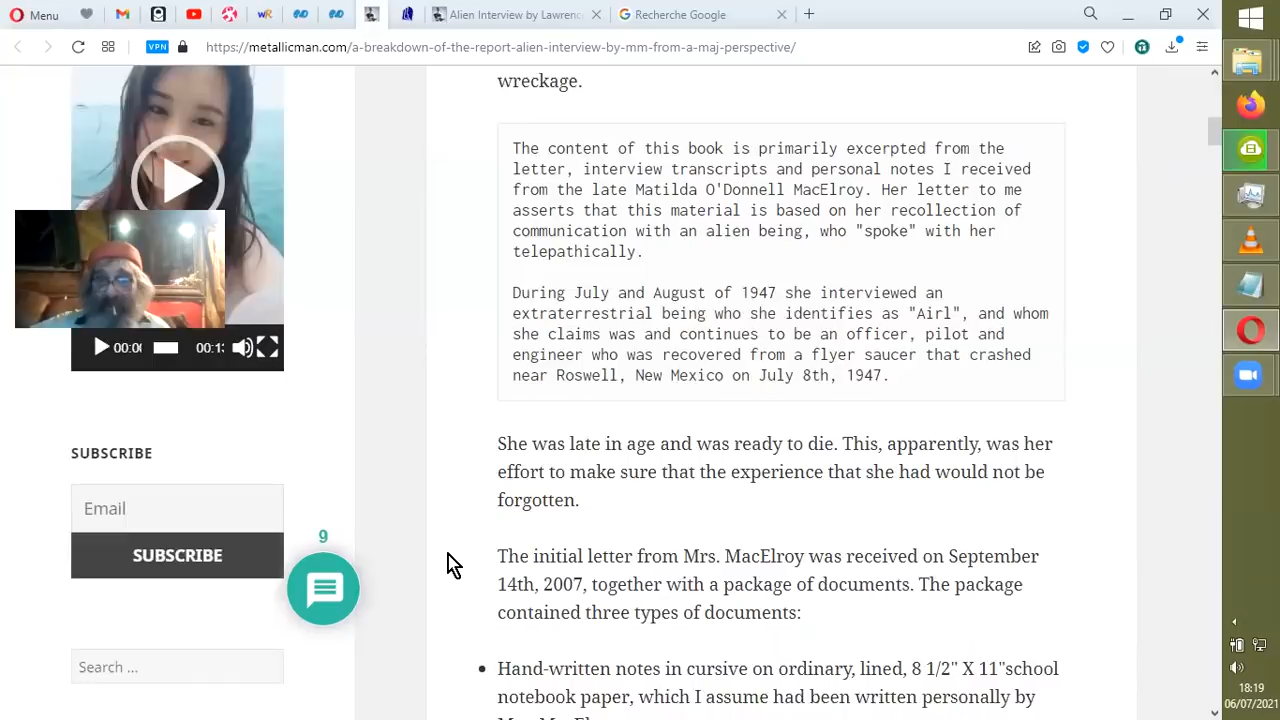 Menu
Alien Interview by Lawrenc
Recherche Google
VPN
https://metallicman.com/a-breakdown-of-the-report-alien-interview-by-mm-from-a-maj-perspective/
wreckage.
The content of this book is primarily excerpted from the
letter, interview transcripts and personal notes I received
from the late Matilda O'Donnell MacElroy. Her letter to me
asserts that this material is based on her recollection of
communication with an alien being, who "spoke" with her
telepathically.
During July and August of 1947 she interviewed an
extraterrestrial being who she identifies as "Airl", and whom
she claims was and continues to be an officer, pilot and
engineer who was recovered from a flyer saucer that crashed
near Roswell, New Mexico on July 8th, 1947.
00:0
00:1
She was late in age and was ready to die. This, apparently, was her
effort to make sure that the experience that she had would not be
forgotten.
SUBSCRIBE
Email
SUBSCRIBE
9
The initial letter from Mrs. MacElroy was received on September
14th, 2007, together with a package of documents. The package
contained three types of documents:
Search ...
• Hand-written notes in cursive on ordinary, lined, 8 1/2" X 11"school
notebook paper, which I assume had been written personally by
18:19
06/07/2021